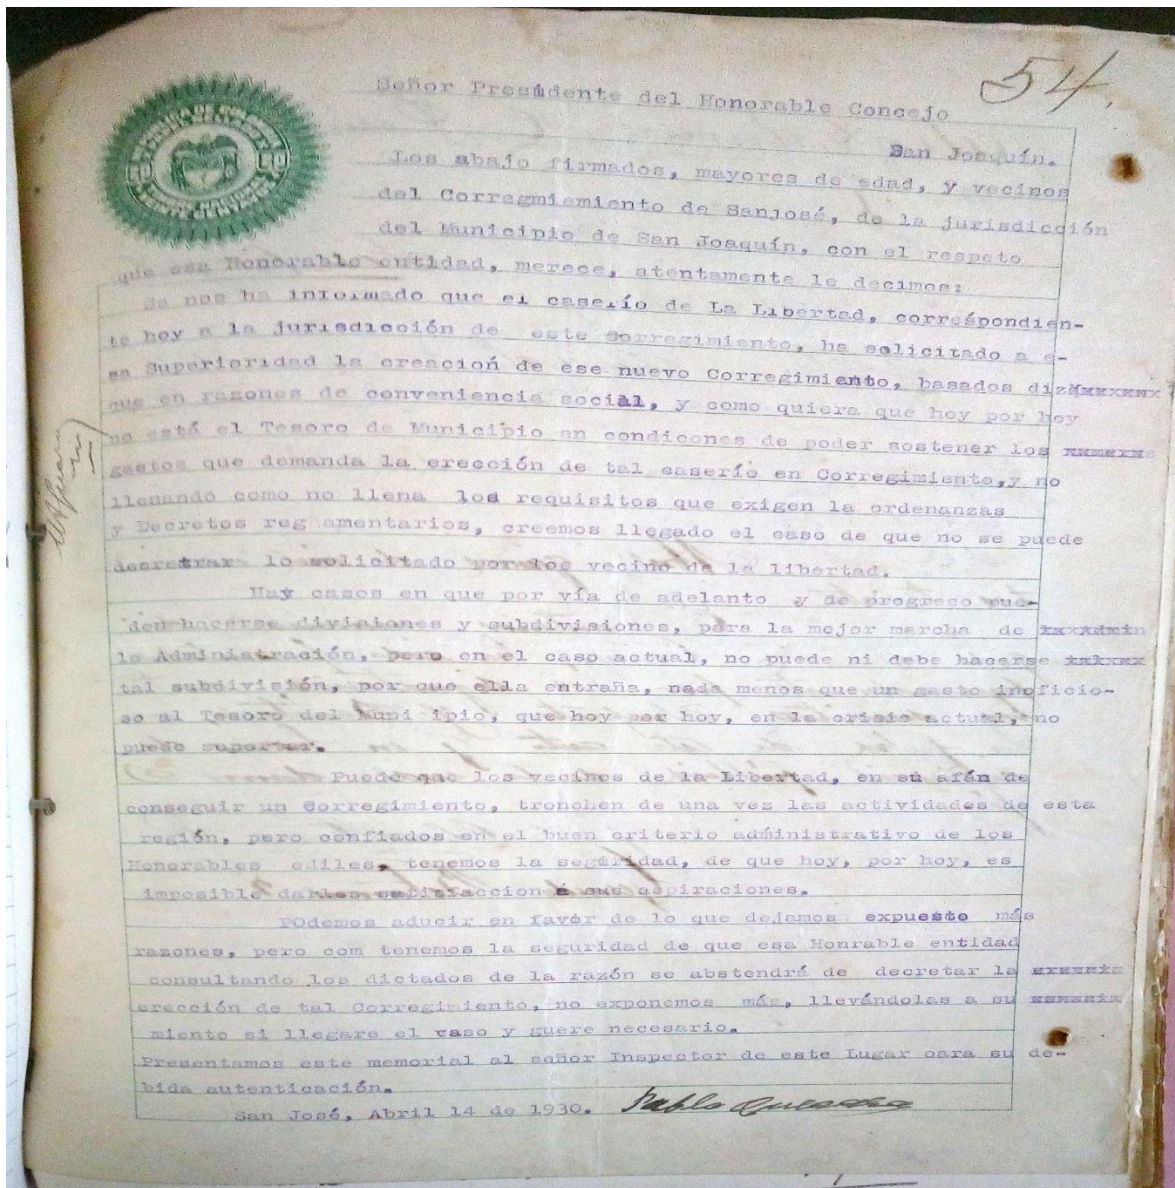 54.
Señor Presidente del Honorable Concejo
San Joaquín.
Los abajo firmados, mayores de edad, y vecinos
del Corregmiemiento de Sanjosé, de la jurisdicción
del Municipio de San Joaquín, con el respeto
que esa Honorable entidad, merece, atentamente le decimos:
Se nos ha informado que el caserío de La Libertad, correspondien-
te hoy a la jurisdicción de este Corregimiento, ha solicitado a e-
sa Superioridad la creación de ese nuevo Corregimiento, basados diz
que en razones de conveniencia social, y como quiera que hoy por hoy
no está el Tesoro de Municipio en condicones de poder sostener los
gastos que demanda la erección de tal caserío en Corregimiento,y no
llenando como no llena los requisitos que exigen la ordenanzas
y Decretos reg amentarios, creemos llegado el caso de que no se puede
decretrar lo solicitado por los vecino de la libertad.
Hay casos en que por vía de adelanto y de progreso pue-
den hacerse divisiones y subdivisiones, para la mejor marcha de
la Administración, pero en el caso actual, no puede ni debe hacerse
tal subdivisión, por que ella entraña, nada menos que un gasto inoficio-
so al Tesoro del Muni ipio, que hoy por hoy, en la crisis actual, no
puede suportar.
Puede que los vecinos de la Libertad, en su afán de
conseguir un Corregimiento, tronchen de una vez las actividades de esta
región, pero confiados en el buen criterio administrativo de los
Honorables ediles, tenemos la seguridad, de que hoy, por hoy, es
imposible darles satisfaccion a sus aspiraciones.
POdemos aducir en favor de lo que dejamos expuesto más
razones, pero com tenemos la seguridad de que esa Honrable entidad
consultando los dictados de la razón se abstendrá de decretar la
erección de tal Corregimiento, no exponemos más, llevándolas a su
miento si llegare el caso y guere necesario.
Presentamos este memorial al señor Inspector de este Lugar oara su de-
bida autenticación.
San José, Abril 14 de 1930. Pablo Quesada